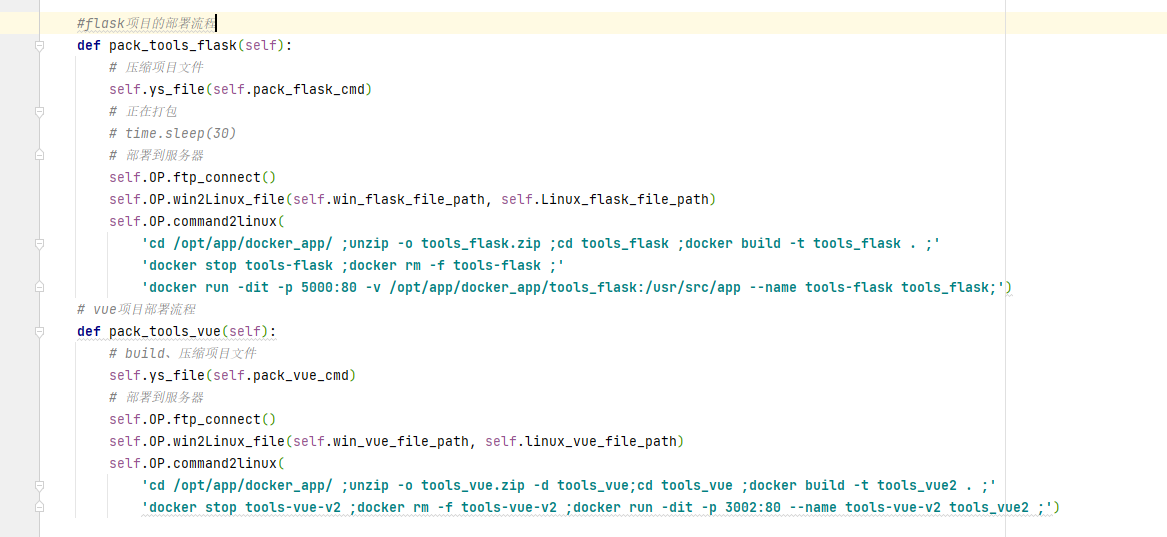 #flask项目的部署流程
def pack_tools_flask(self):
# 压缩项目文件
self.ys_file(self.pack_flask_cmd)
# 正在打包
# time.sleep(30)
# 部署到服务器
self.OP.ftp_connect()
self.OP.win2Linux_file(self.win_flask_file_path, self.Linux_flask_file_path)
self.OP.command2linux(
'cd /opt/app/docker_app/ ;unzip -o tools_flask.zip ;cd tools_flask ;docker build -t tools_flask . ;'
'docker stop tools-flask ;docker rm -f tools-flask ;'
'docker run -dit -p 5000:80 -v /opt/app/docker_app/tools_flask:/usr/src/app --name tools-flask tools_flask;')
# vue项目部署流程
def pack_tools_vue(self):
# build、压缩项目文件
self.ys_file(self.pack_vue_cmd)
# 部署到服务器
self.OP.ftp_connect()
self.OP.win2Linux_file(self.win_vue_file_path, self.linux_vue_file_path)
self.OP.command2linux(
'cd /opt/app/docker_app/ ;unzip -o tools_vue.zip -d tools_vue;cd tools_vue ;docker build -t tools_vue2 . ;'
'docker stop tools-vue-v2 ;docker rm -f tools-vue-v2 ;docker run -dit -p 3002:80 --name tools-vue-v2 tools_vue2 ;')